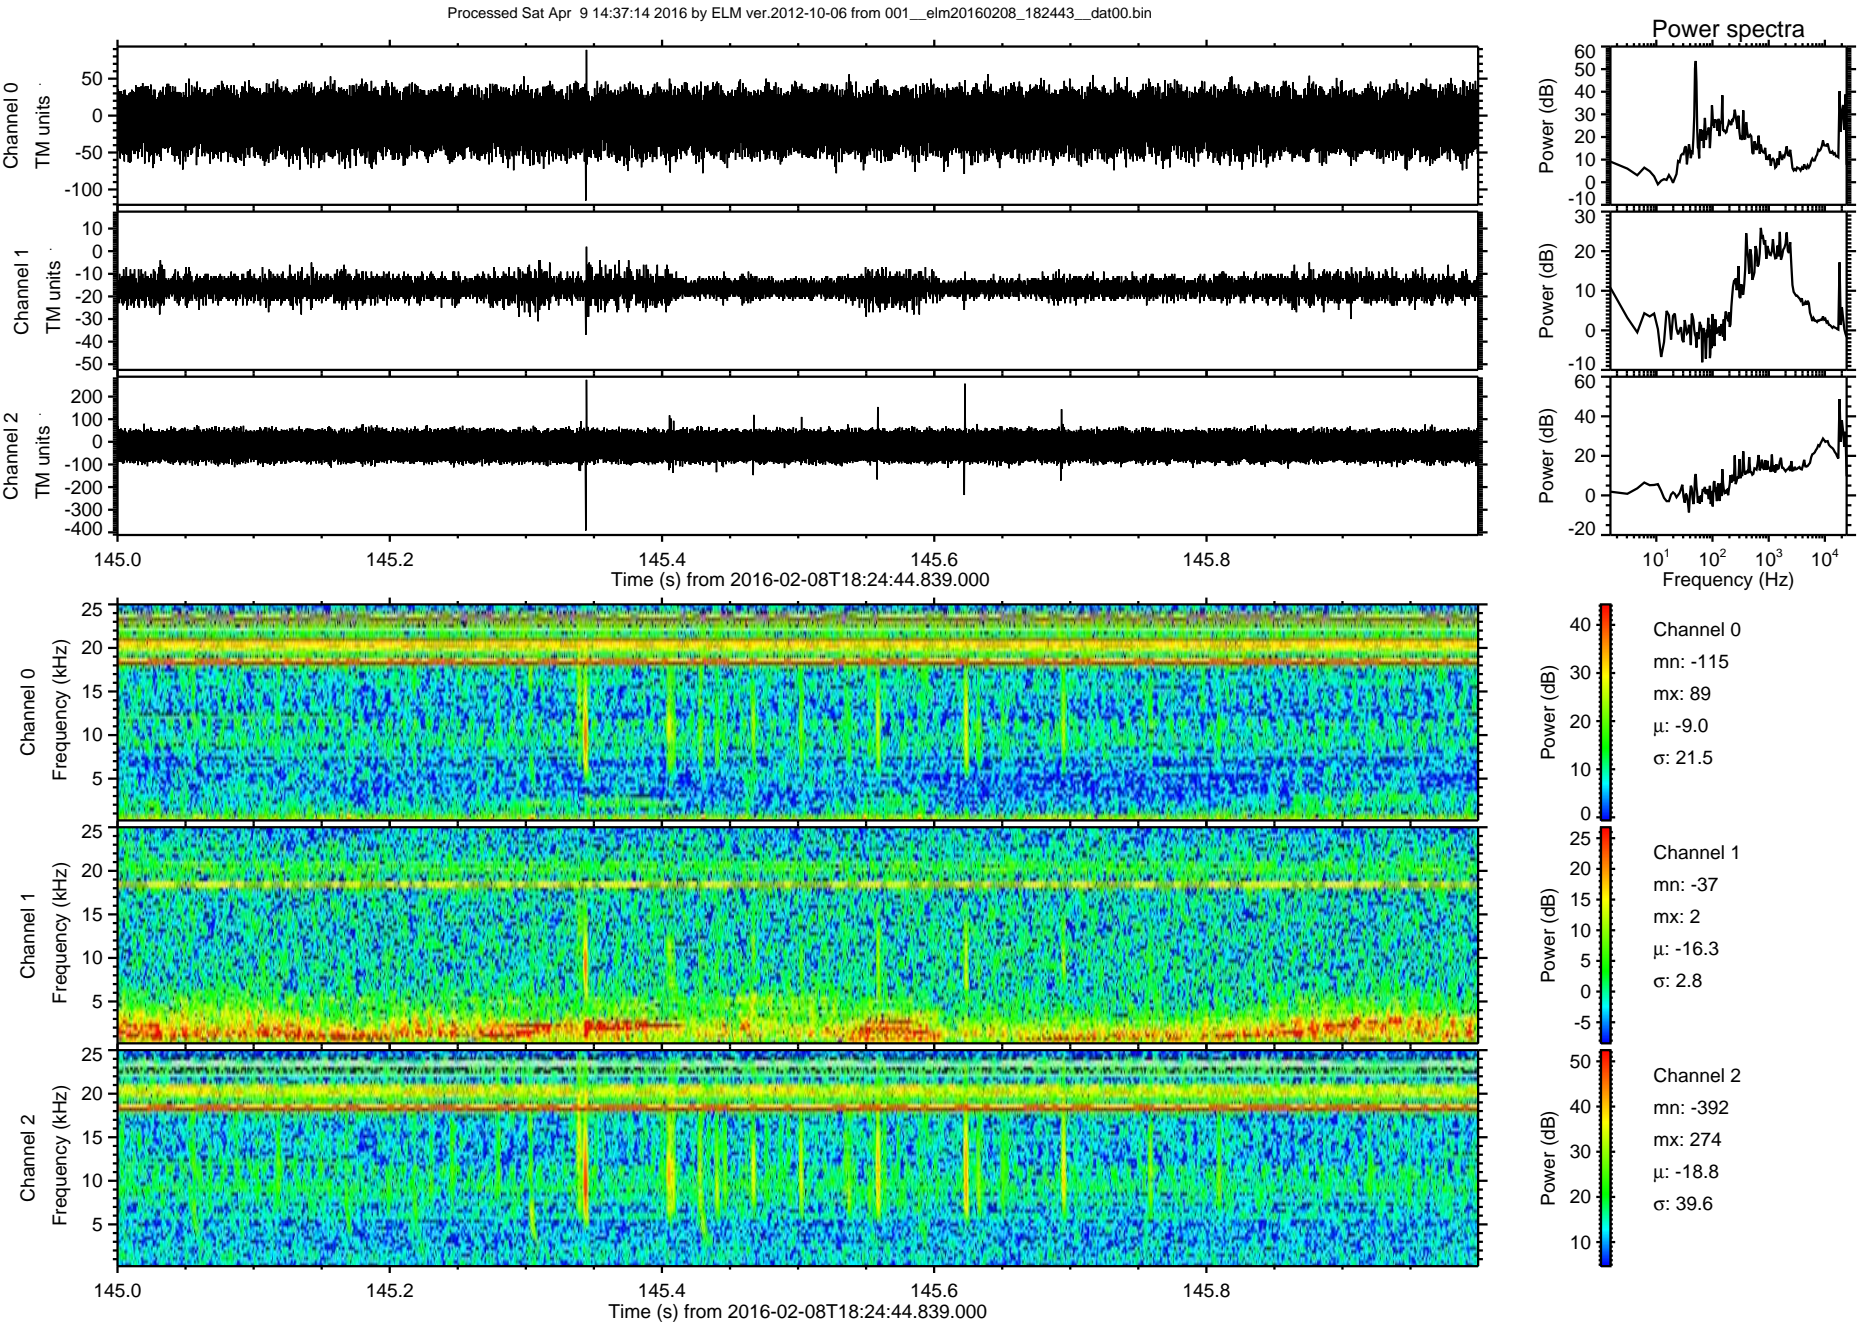 Processed Sat Apr 9 14:37:14 2016 by ELM ver.2012-10-06 from 001__elm20160208_182443__dat00.bin
Power spectra
Channel 0
TM units
50
0
-50
-100
Power (dB)
60
50
40
30
20
10
0
-10
Channel 1
TM units
10
0
-10
-20
-30
-40
-50
Power (dB)
30
20
10
0
-10
Channel 2
TM units
200
100
0
-100
-200
-300
-400
Power (dB)
60
40
20
0
-20
145.0 145.2 145.4 145.6 145.8
Time (s) from 2016-02-08T18:24:44.839.000
10¹ 10² 10³ 10⁴
Frequency (Hz)
Channel 0
Frequency (kHz)
25
20
15
10
5
Power (dB)
40
30
20
10
0
Channel 0
mn: -115
mx: 89
μ: -9.0
σ: 21.5
Channel 1
Frequency (kHz)
25
20
15
10
5
Power (dB)
25
20
15
10
5
0
-5
Channel 1
mn: -37
mx: 2
μ: -16.3
σ: 2.8
Channel 2
Frequency (kHz)
25
20
15
10
5
Power (dB)
50
40
30
20
10
Channel 2
mn: -392
mx: 274
μ: -18.8
σ: 39.6
145.0 145.2 145.4 145.6 145.8
Time (s) from 2016-02-08T18:24:44.839.000